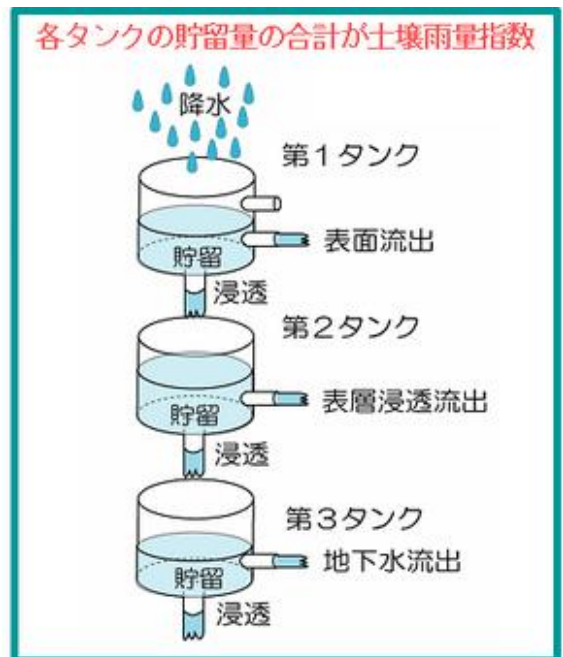 各タンクの貯留量の合計が土壌雨量指数
降水
第1タンク
表面流出
貯留
浸透
第2タンク
表層浸透流出
貯留
浸透
第3タンク
地下水流出
貯留
浸透